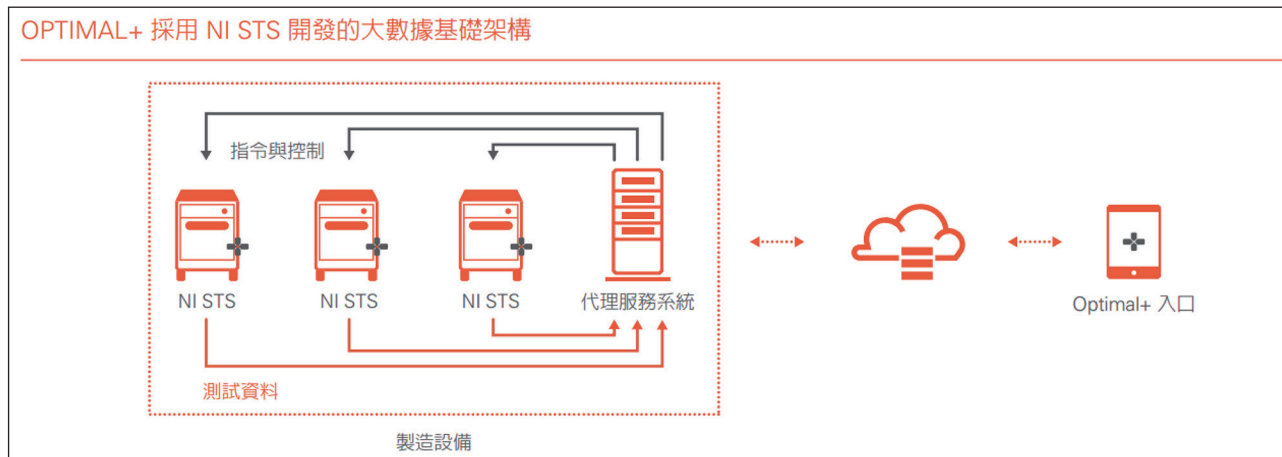 OPTIMAL+ 採用 NI STS 開發的大數據基礎架構
指令與控制
NI STS
NI STS
NI STS
代理服務系統
Optimal+ 入口
測試資料
製造設備